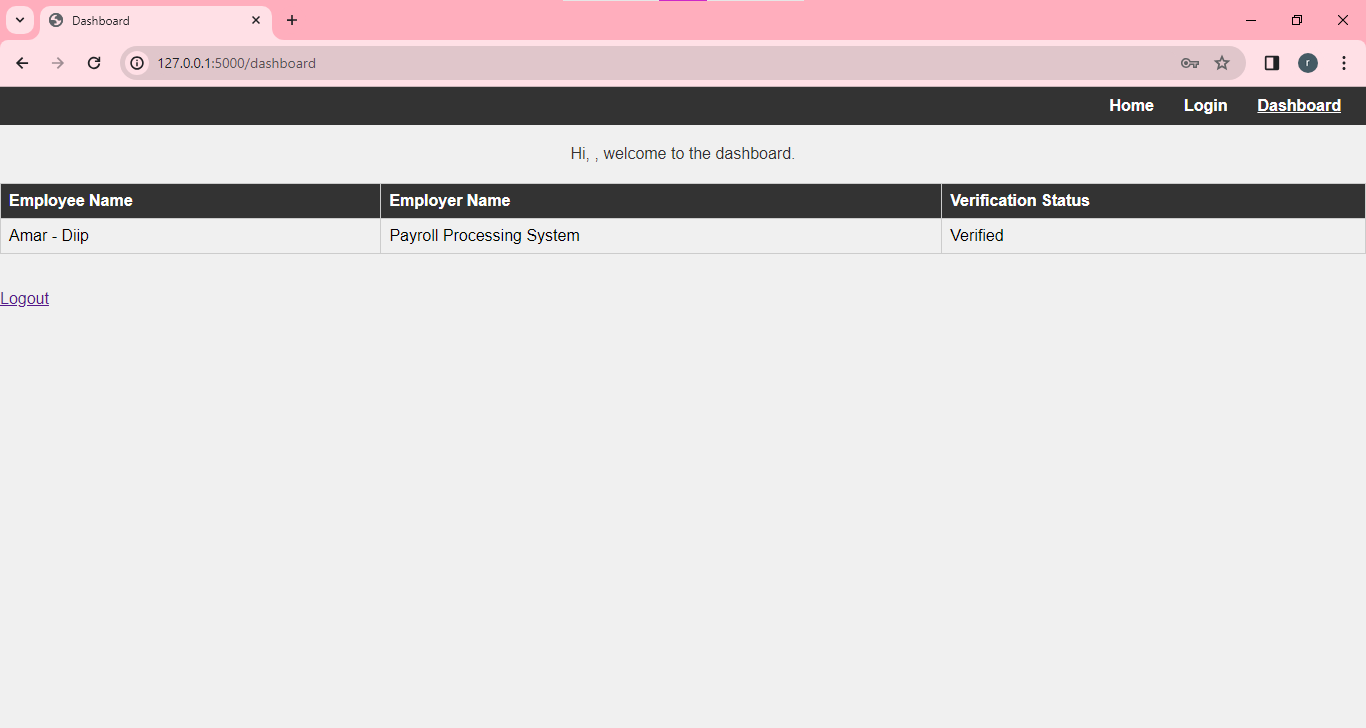 Dashboard
127.0.0.1:5000/dashboard
r
Home Login Dashboard
Hi, , welcome to the dashboard.
Employee Name Employer Name Verification Status
Amar - Diip Payroll Processing System Verified
Logout